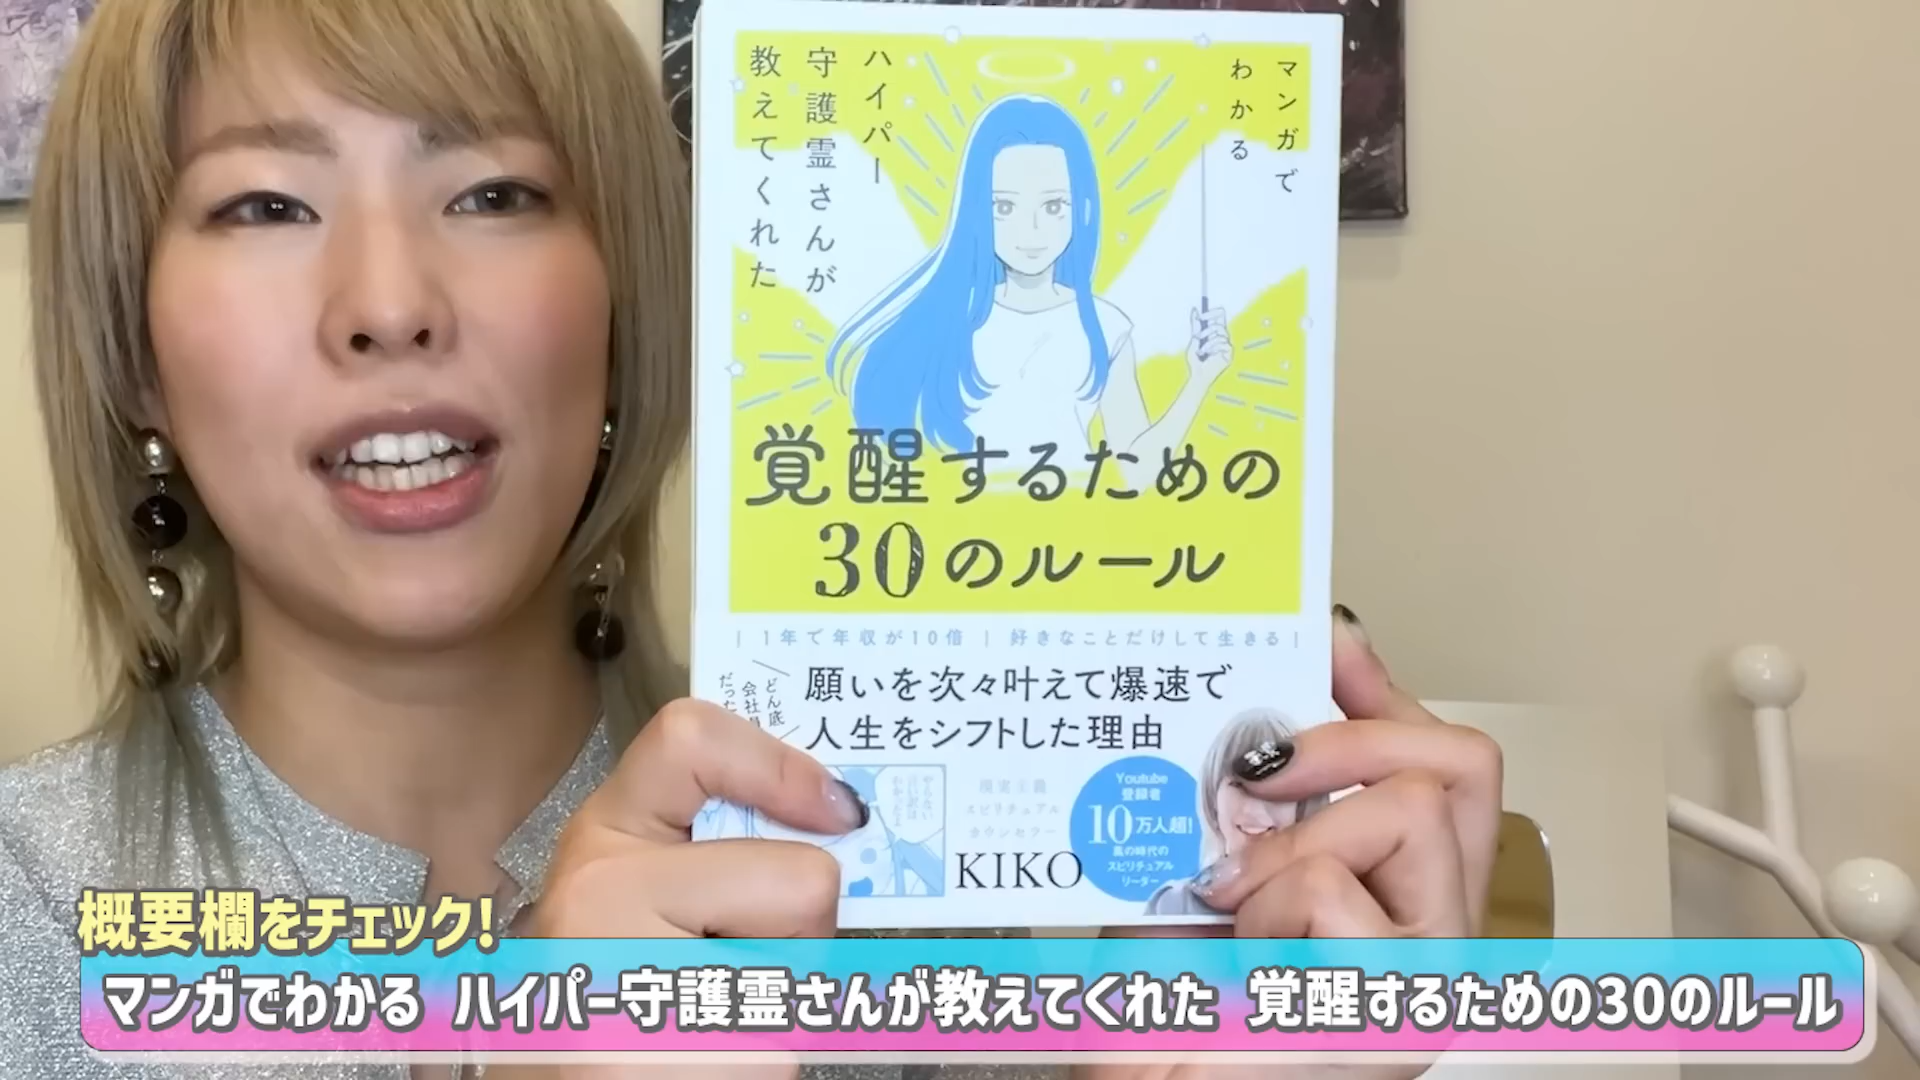 マンガで
わかる
ハイパー
守護霊さんが
教えてくれた
覚醒するための
30のルール
| 1年で年収が10倍 | 好きなことだけして生きる |
どん底
会社員
だった
願いを次々叶えて爆速で
人生をシフトした理由
やらない
言い訳は
現実主義
スピリチュアル
カウンセラー
KIKO
Youtube
登録者
10万人超!
風の時代の
スピリチュアル
リーダー
概要欄をチェック!
マンガでわかる ハイパー守護霊さんが教えてくれた 覚醒するための30のルール